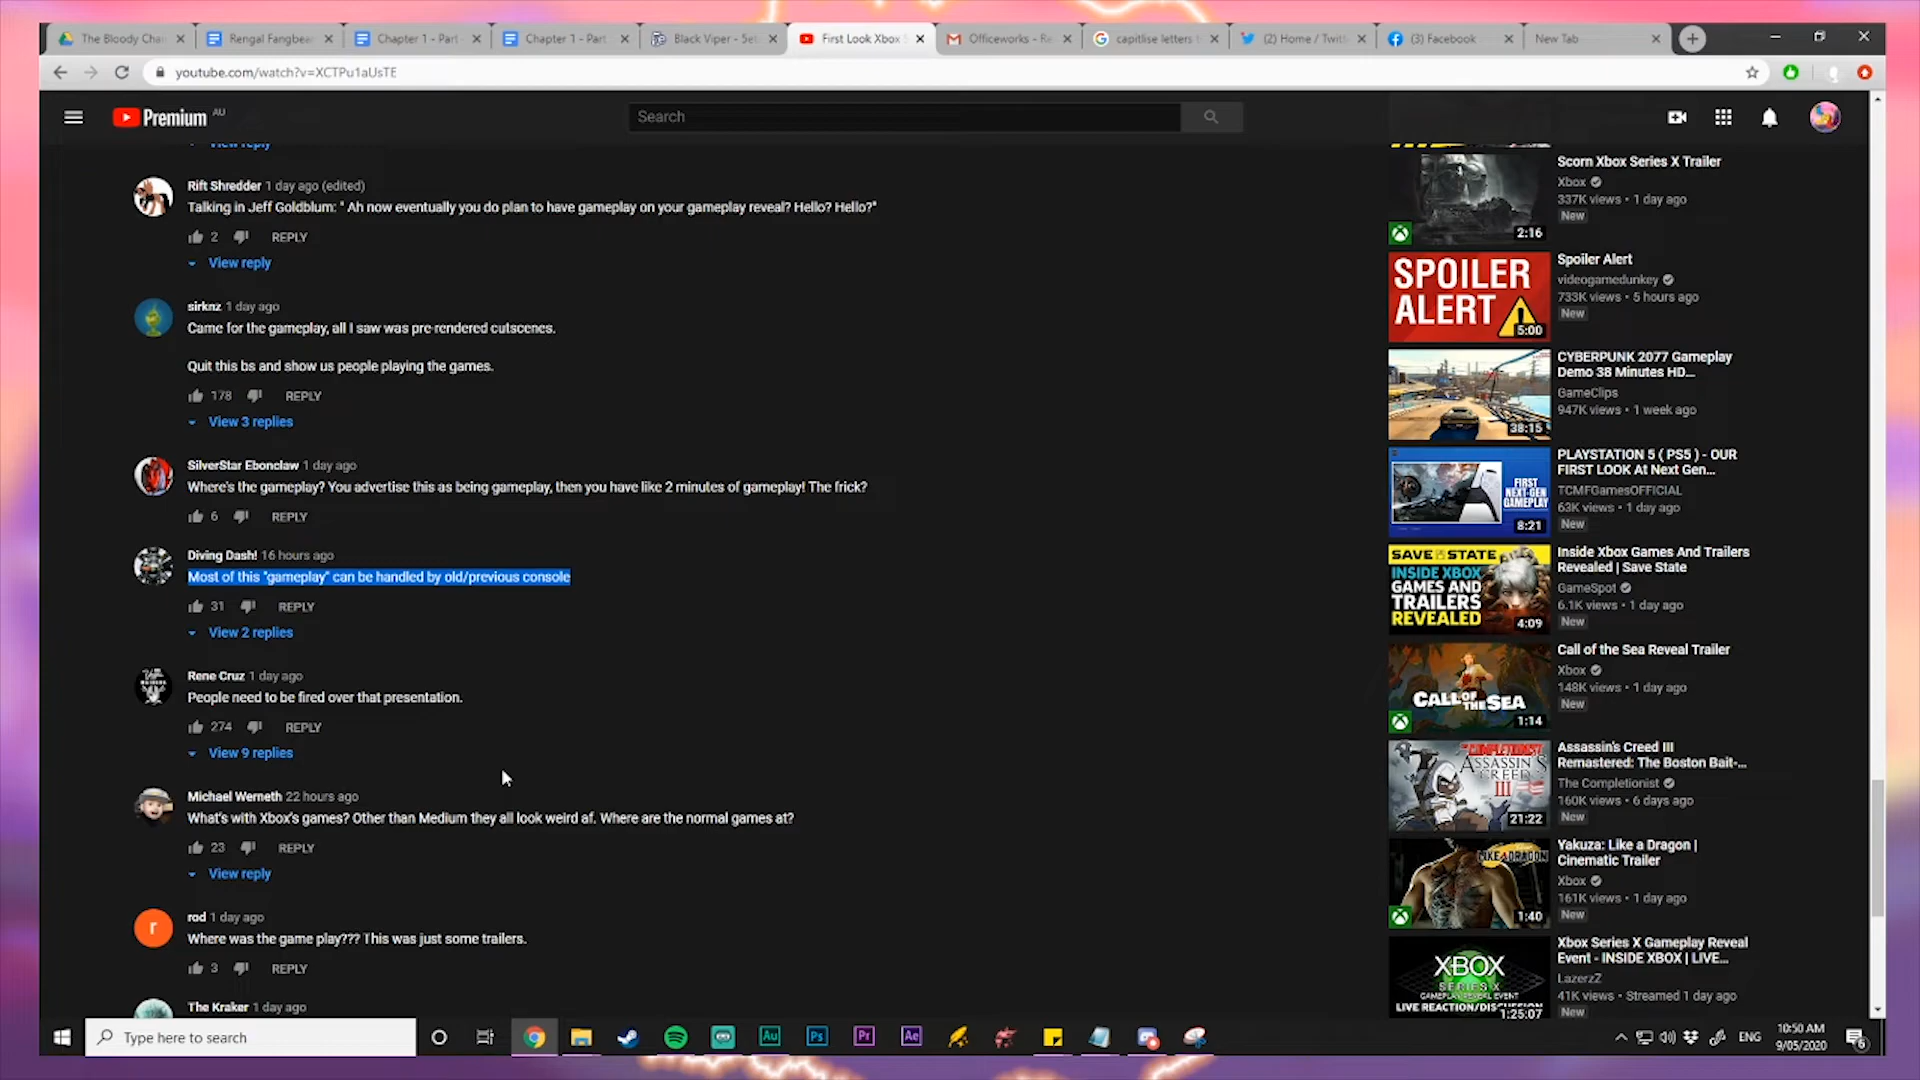 The Bloody Cha
Rengal Fangbea
Chapter 1 - Part
Chapter 1 - Part
Black Viper - Set
First Look Xbox
Officeworks - Re
capitlise letters
(2) Home / Twit
(3) Facebook
New Tab
youtube.com/watch?v=XCTPu1aUsTE
Premium AU
Search
View reply
Rift Shredder 1 day ago (edited)
Talking in Jeff Goldblum: " Ah now eventually you do plan to have gameplay on your gameplay reveal? Hello? Hello?"
2 REPLY
View reply
sirknz 1 day ago
Came for the gameplay, all I saw was pre-rendered cutscenes.
Quit this bs and show us people playing the games.
178 REPLY
View 3 replies
SilverStar Ebonclaw 1 day ago
Where's the gameplay? You advertise this as being gameplay, then you have like 2 minutes of gameplay! The frick?
6 REPLY
Diving Dash! 16 hours ago
Most of this "gameplay" can be handled by old/previous console
31 REPLY
View 2 replies
Rene Cruz 1 day ago
People need to be fired over that presentation.
274 REPLY
View 9 replies
Michael Werneth 22 hours ago
What's with Xbox's games? Other than Medium they all look weird af. Where are the normal games at?
23 REPLY
View reply
rod 1 day ago
r
Where was the game play??? This was just some trailers.
3 REPLY
The Kraker 1 day ago
Scorn Xbox Series X Trailer
Xbox
337K views • 1 day ago
New
2:16
Spoiler Alert
videogamedunkey
733K views • 5 hours ago
New
SPOILER
ALERT
5:00
CYBERPUNK 2077 Gameplay
Demo 38 Minutes HD...
GameClips
947K views • 1 week ago
38:15
PLAYSTATION 5 ( PS5 ) - OUR
FIRST LOOK At Next Gen...
TCMFGamesOFFICIAL
63K views • 1 day ago
New
FIRST
NEXT-GEN
GAMEPLAY
8:21
Inside Xbox Games And Trailers
Revealed | Save State
GameSpot
6.1K views • 1 day ago
New
SAVE STATE
INSIDE XBOX
GAMES AND
TRAILERS
REVEALED
4:09
Call of the Sea Reveal Trailer
Xbox
148K views • 1 day ago
New
CALL OF THE SEA
1:14
Assassin's Creed III
Remastered: The Boston Bait-...
The Completionist
160K views • 6 days ago
New
THE COMPLETIONIST
ASSASSIN'S
CREED
III
21:22
Yakuza: Like a Dragon |
Cinematic Trailer
Xbox
161K views • 1 day ago
New
LIKE A DRAGON
1:40
Xbox Series X Gameplay Reveal
Event - INSIDE XBOX | LIVE...
LazerzZ
41K views • Streamed 1 day ago
New
XBOX
SERIES X
GAMEPLAY REVEAL EVENT
LIVE REACTION/DISCUSSION
1:25:07
Type here to search
Au
Ps
Pr
Ae
ENG
10:50 AM
9/05/2020
6